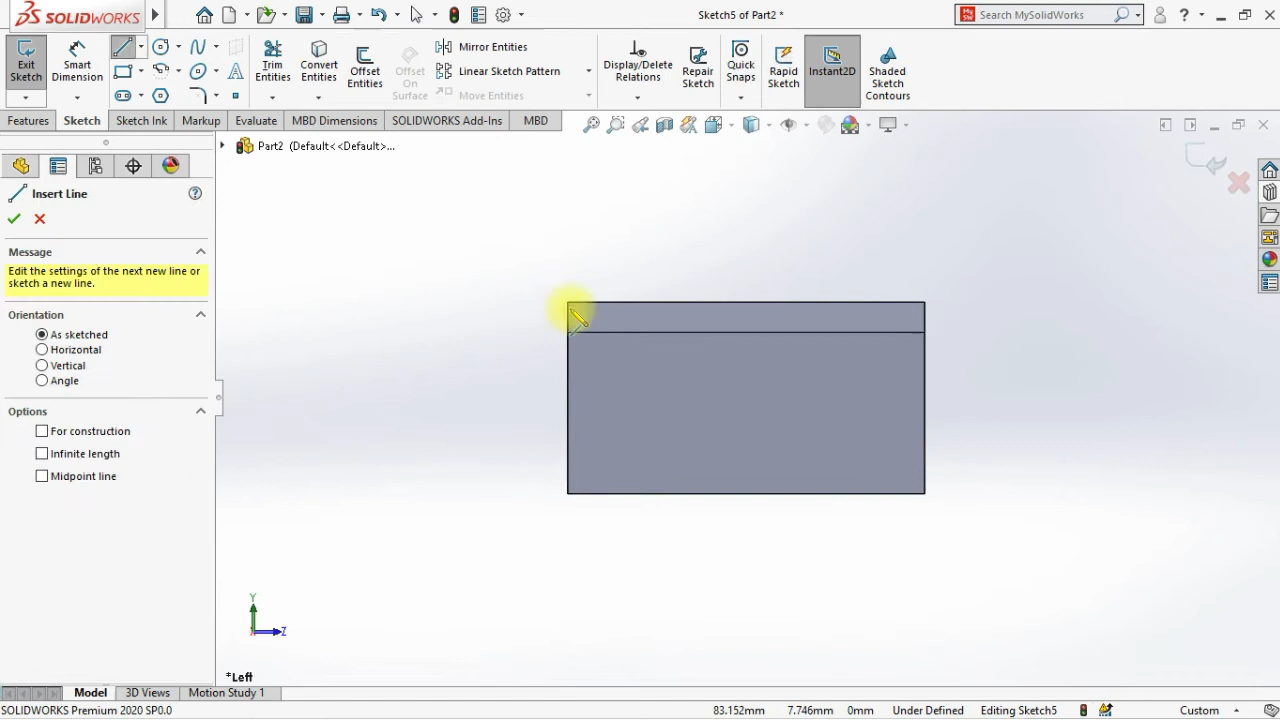 SOLIDWORKS
Sketch5 of Part2 *
Search MySolidWorks
?
Exit Sketch
Smart Dimension
Trim Entities
Convert Entities
Offset Entities
Offset On Surface
Mirror Entities
Linear Sketch Pattern
Move Entities
Display/Delete Relations
Repair Sketch
Quick Snaps
Rapid Sketch
Instant2D
Shaded Sketch Contours
Features
Sketch
Sketch Ink
Markup
Evaluate
MBD Dimensions
SOLIDWORKS Add-Ins
MBD
Part2 (Default<<Default>...
Insert Line
Message
Edit the settings of the next new line or
sketch a new line.
Orientation
As sketched
Horizontal
Vertical
Angle
Options
For construction
Infinite length
Midpoint line
Y
Z
*Left
Model
3D Views
Motion Study 1
SOLIDWORKS Premium 2020 SP0.0
83.152mm
7.746mm
0mm
Under Defined
Editing Sketch5
Custom